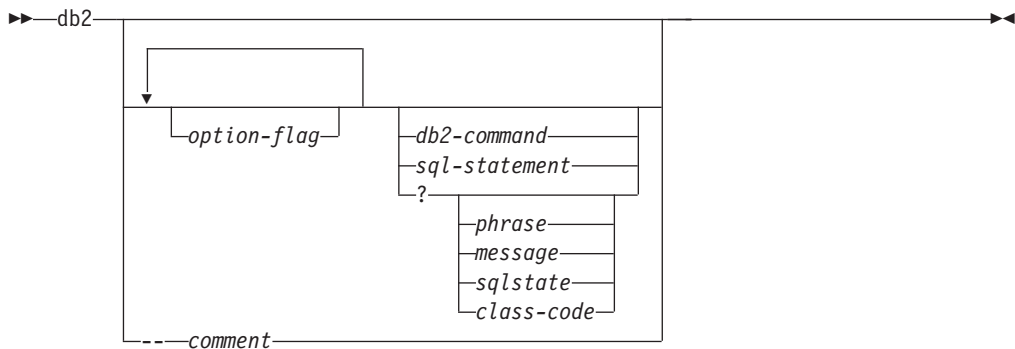 db2
option-flag
db2-command
sql-statement
?
phrase
message
sqlstate
class-code
-- comment